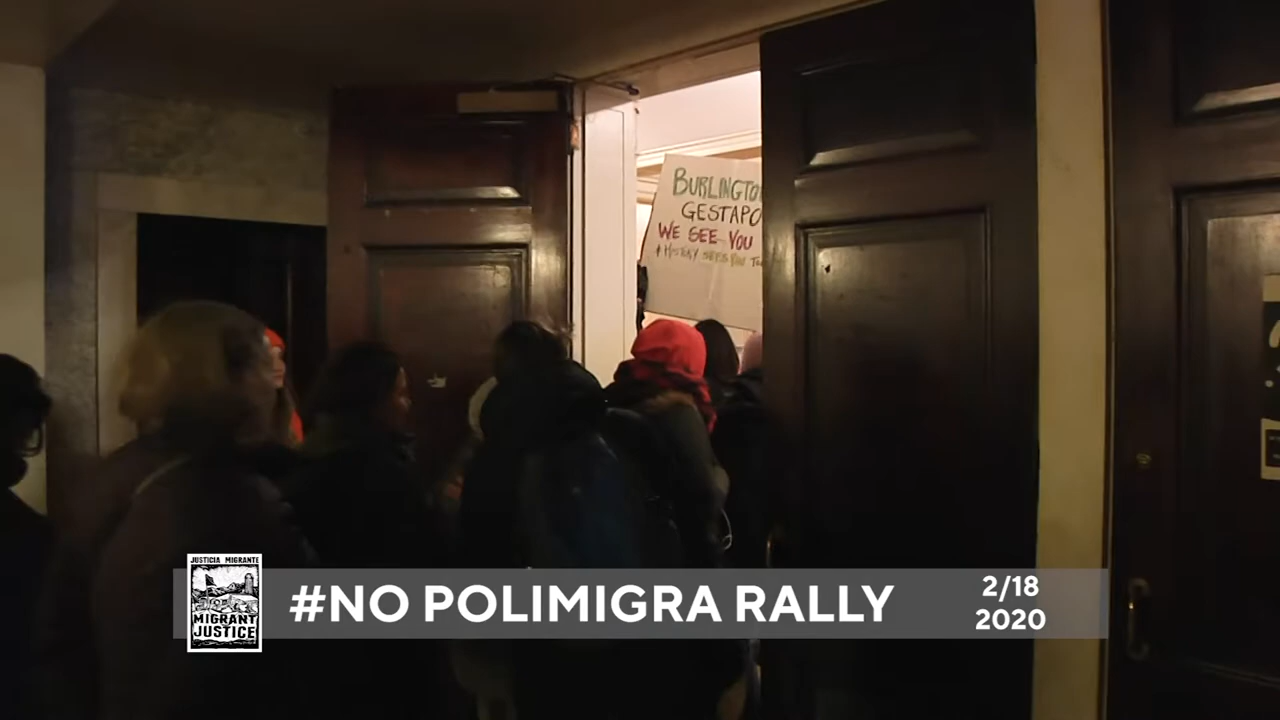 BURLINGTO
GESTAPO
WE SEE YOU
JUSTICIA MIGRANTE
MIGRANT
JUSTICE
#NO POLIMIGRA RALLY
2/18
2020